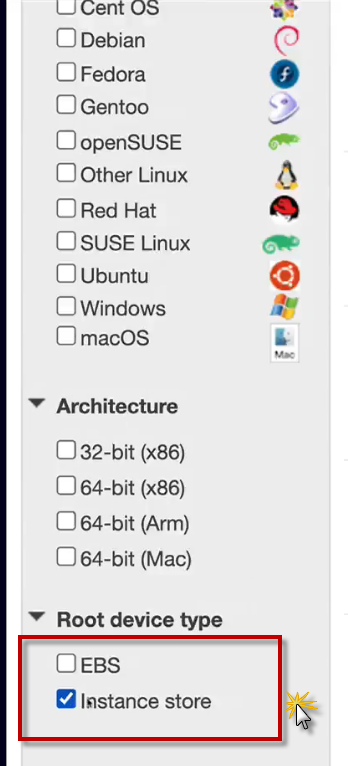 Cent OS
Debian
Fedora
Gentoo
openSUSE
Other Linux
Red Hat
SUSE Linux
Ubuntu
Windows
macOS
Mac
Architecture
32-bit (x86)
64-bit (x86)
64-bit (Arm)
64-bit (Mac)
Root device type
EBS
Instance store